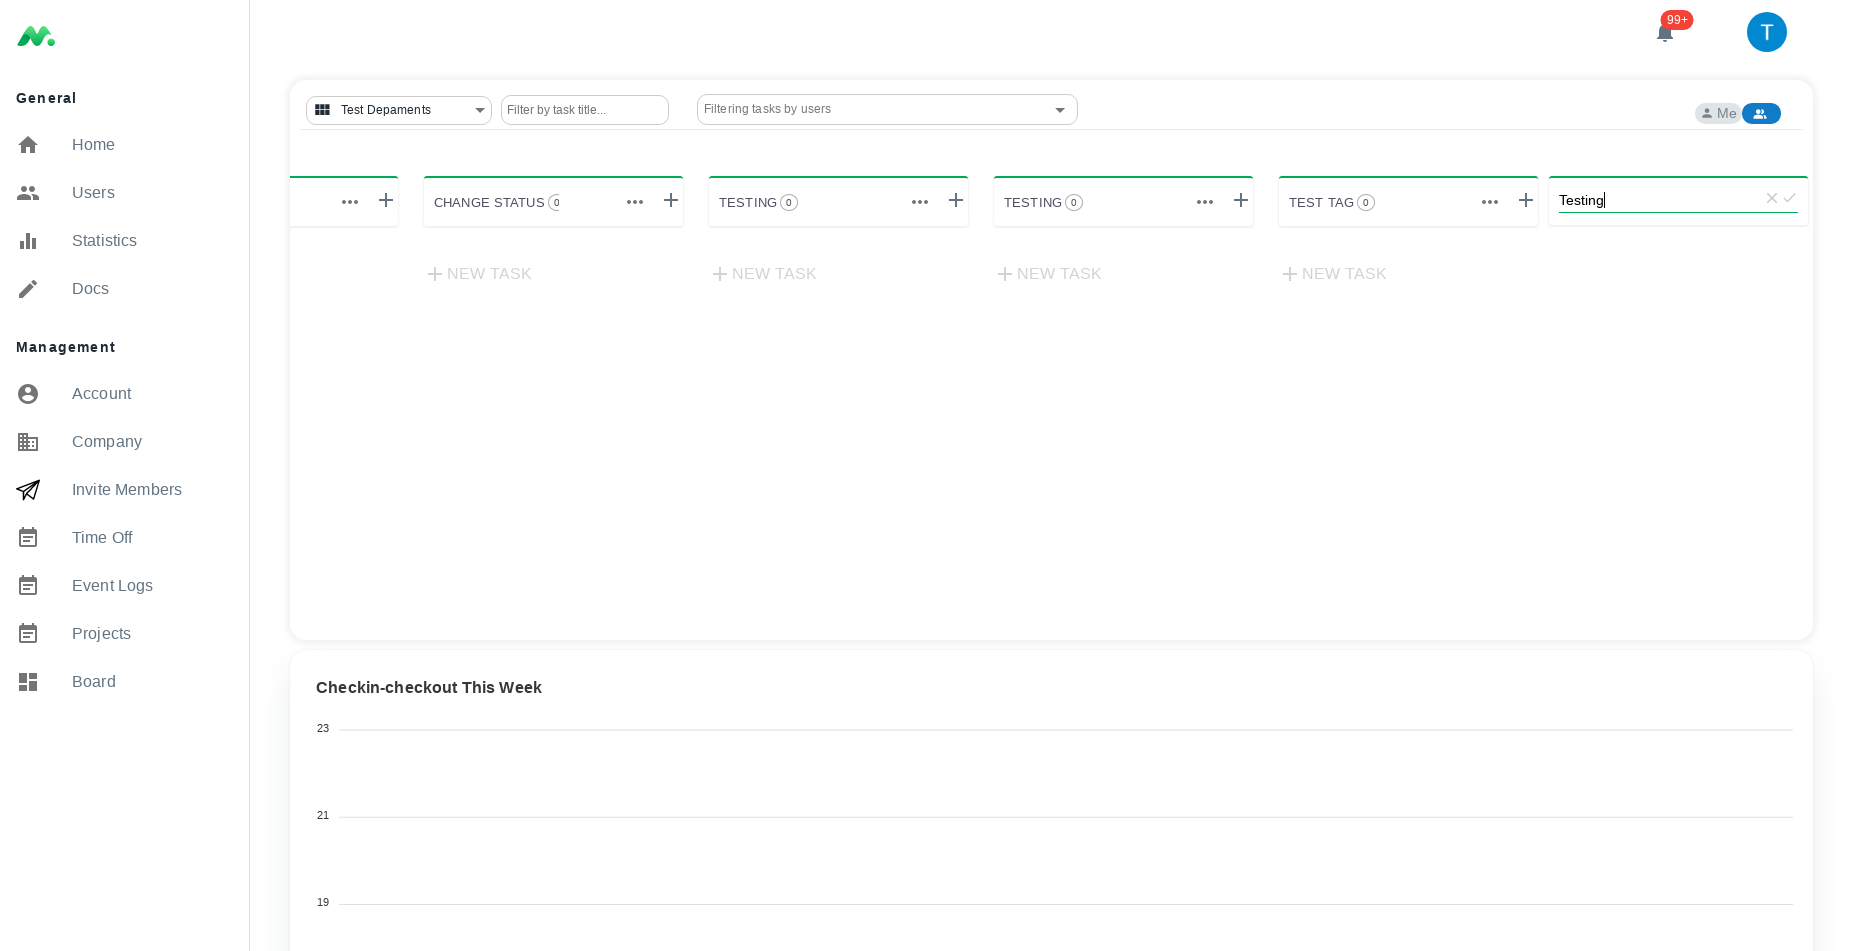 99+
T
General
Home
Users
Statistics
Docs
Management
Account
Company
Invite Members
Time Off
Event Logs
Projects
Board
Test Depaments
Filter by task title...
Filtering tasks by users
Me
CHANGE STATUS 0
TESTING 0
TESTING 0
TEST TAG 0
Testing
NEW TASK
NEW TASK
NEW TASK
NEW TASK
Checkin-checkout This Week
23
21
19